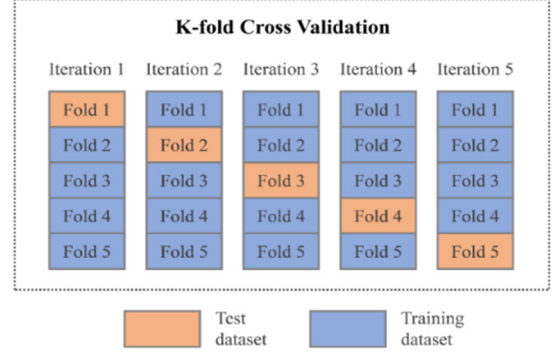 K-fold Cross Validation
Iteration 1 Iteration 2 Iteration 3 Iteration 4 Iteration 5
Fold 1 Fold 1 Fold 1 Fold 1 Fold 1
Fold 2 Fold 2 Fold 2 Fold 2 Fold 2
Fold 3 Fold 3 Fold 3 Fold 3 Fold 3
Fold 4 Fold 4 Fold 4 Fold 4 Fold 4
Fold 5 Fold 5 Fold 5 Fold 5 Fold 5
Test
dataset
Training
dataset